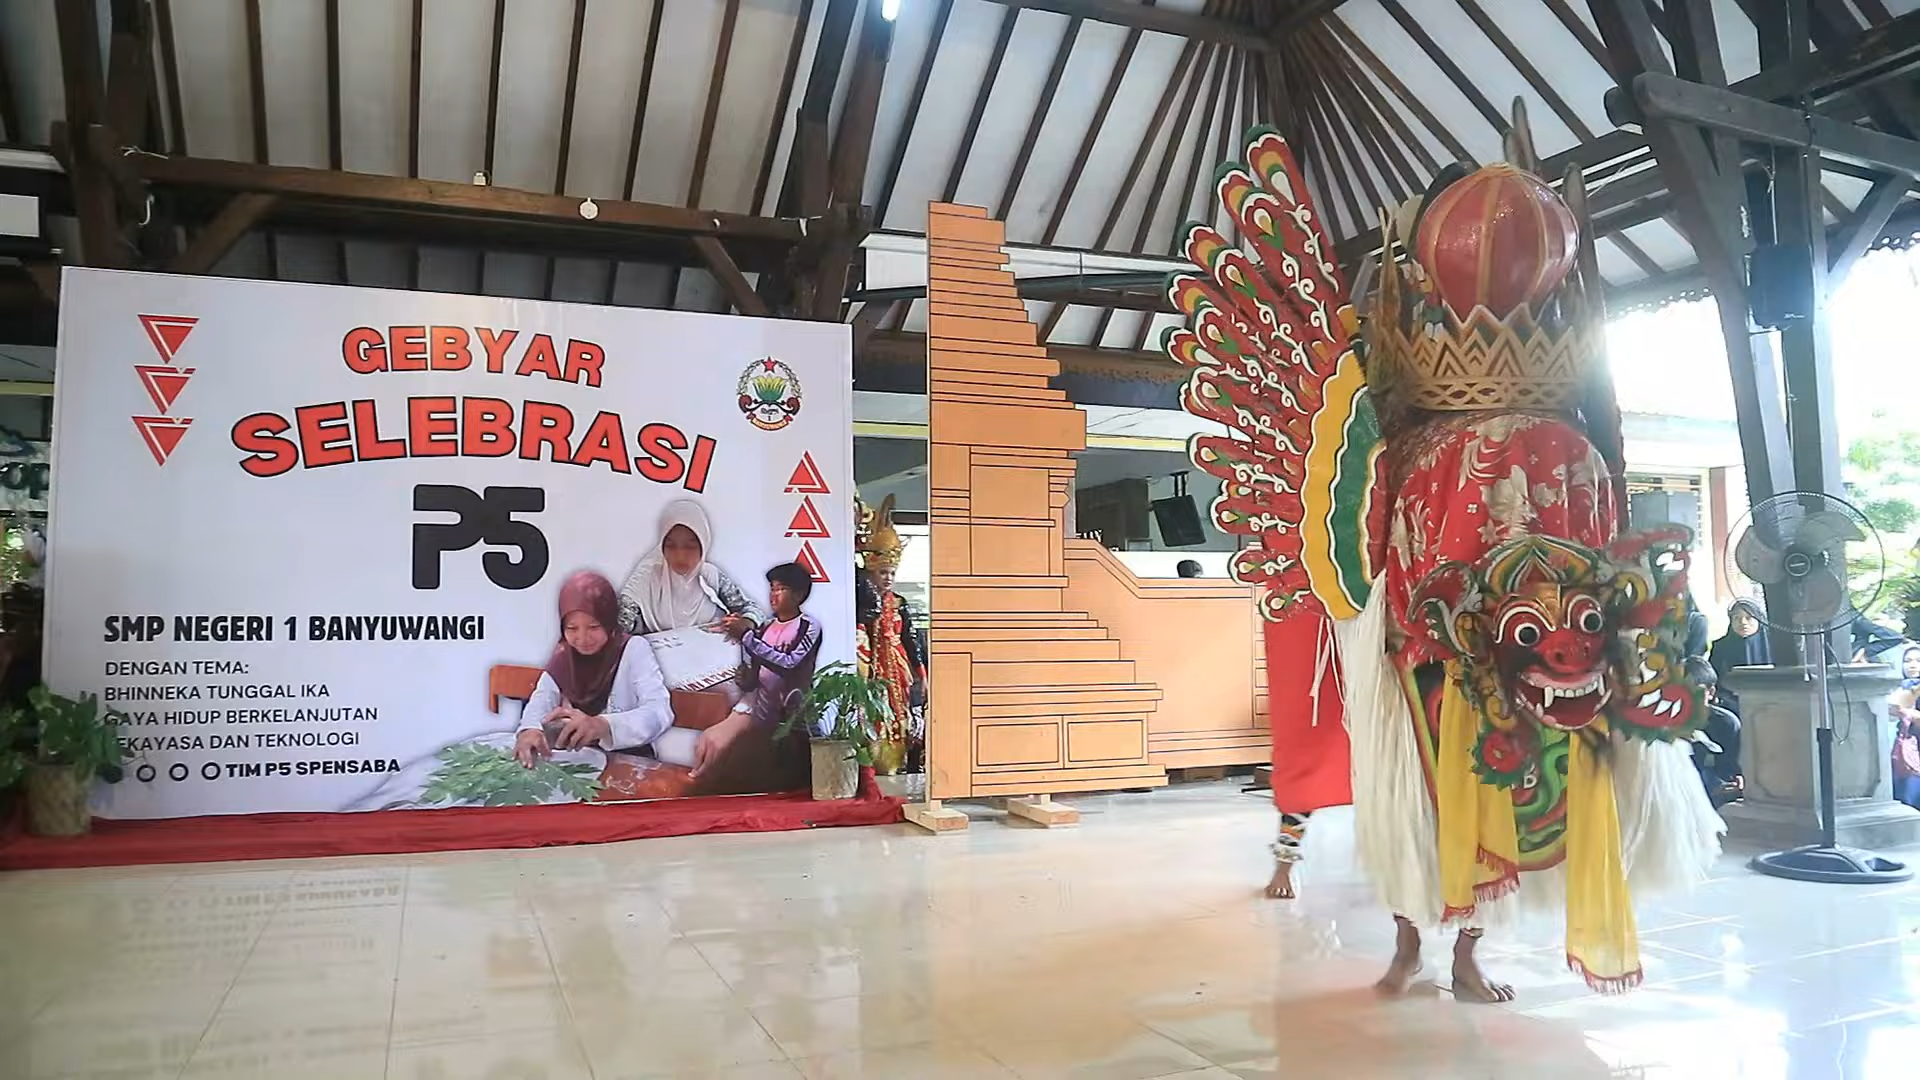 GEBYAR
SELEBRASI
P5
SMP NEGERI 1 BANYUWANGI
DENGAN TEMA:
BHINNEKA TUNGGAL IKA
GAYA HIDUP BERKELANJUTAN
EKAYASA DAN TEKNOLOGI
TIM P5 SPENSABA